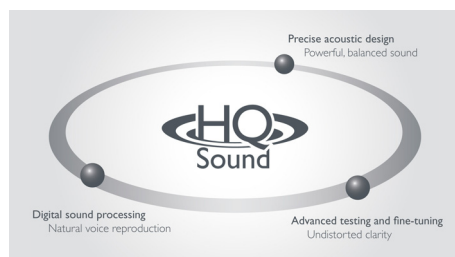 Precise acoustic design
Powerful, balanced sound
HQ
Sound
Digital sound processing
Natural voice reproduction
Advanced testing and fine-tuning
Undistorted clarity